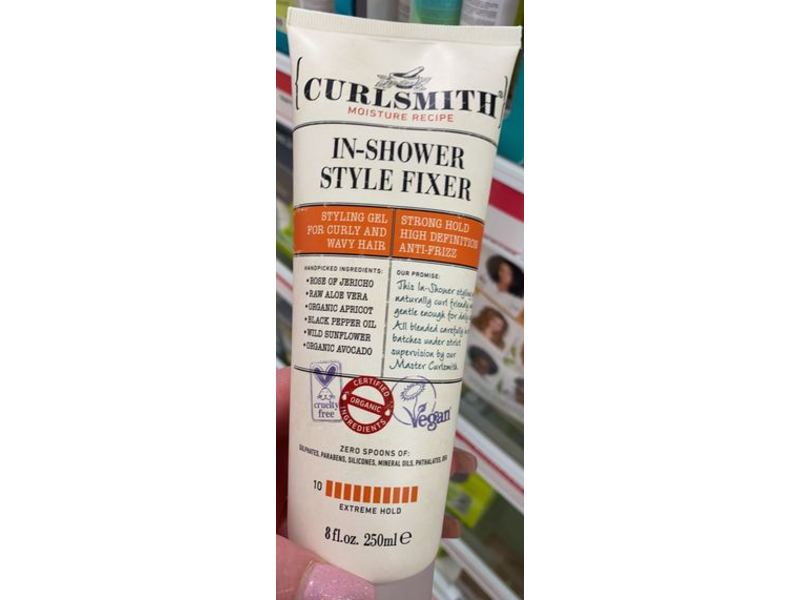 {CURLSMITH}®
MOISTURE RECIPE
IN-SHOWER
STYLE FIXER
STYLING GEL
FOR CURLY AND
WAVY HAIR
STRONG HOLD
HIGH DEFINITION
ANTI-FRIZZ
HANDPICKED INGREDIENTS:
•ROSE OF JERICHO
•RAW ALOE VERA
•ORGANIC APRICOT
•BLACK PEPPER OIL
•WILD SUNFLOWER
•ORGANIC AVOCADO
OUR PROMISE:
This In-Shower styling
naturally curl friendly
gentle enough for
All blended carefully
batches under strict
supervision by our
Master Curlsmith
cruelty
free
CERTIFIED
ORGANIC
INGREDIENTS
Vegan
ZERO SPOONS OF:
SULPHATES, PARABENS, SILICONES, MINERAL OILS, PHTHALATES,
10
EXTREME HOLD
8fl.oz. 250ml℮